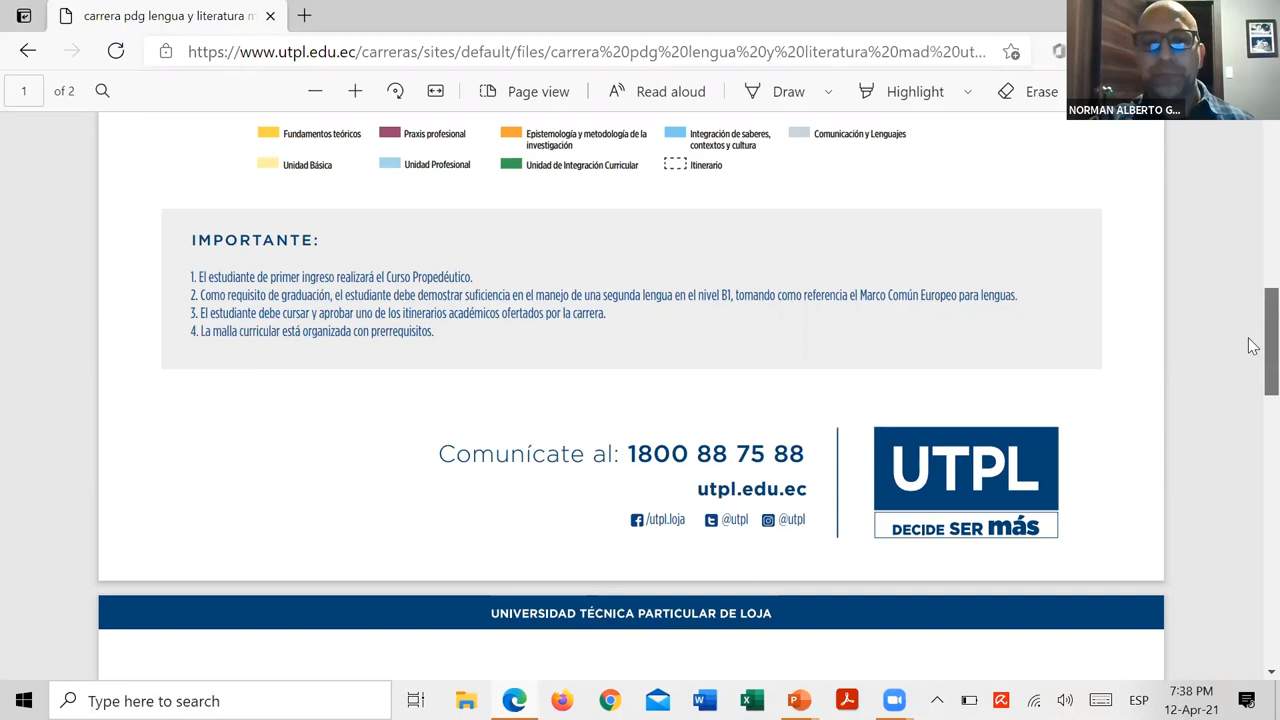 carrera pdg lengua y literatura m
https://www.utpl.edu.ec/carreras/sites/default/files/carrera%20pdg%20lengua%20y%20literatura%20mad%20ut...
1 of 2
Page view
Read aloud
Draw
Highlight
Erase
NORMAN ALBERTO G...
Fundamentos teóricos
Praxis profesional
Epistemología y metodología de la
investigación
Integración de saberes,
contextos y cultura
Comunicación y Lenguajes
Unidad Básica
Unidad Profesional
Unidad de Integración Curricular
Itinerario
IMPORTANTE:
1. El estudiante de primer ingreso realizará el Curso Propedéutico.
2. Como requisito de graduación, el estudiante debe demostrar suficiencia en el manejo de una segunda lengua en el nivel B1, tomando como referencia el Marco Común Europeo para lenguas.
3. El estudiante debe cursar y aprobar uno de los itinerarios académicos ofertados por la carrera.
4. La malla curricular está organizada con prerrequisitos.
Comunícate al: 1800 88 75 88
utpl.edu.ec
/utpl.loja @utpl @utpl
UTPL
DECIDE SER más
UNIVERSIDAD TÉCNICA PARTICULAR DE LOJA
Type here to search
ESP
7:38 PM
12-Apr-21